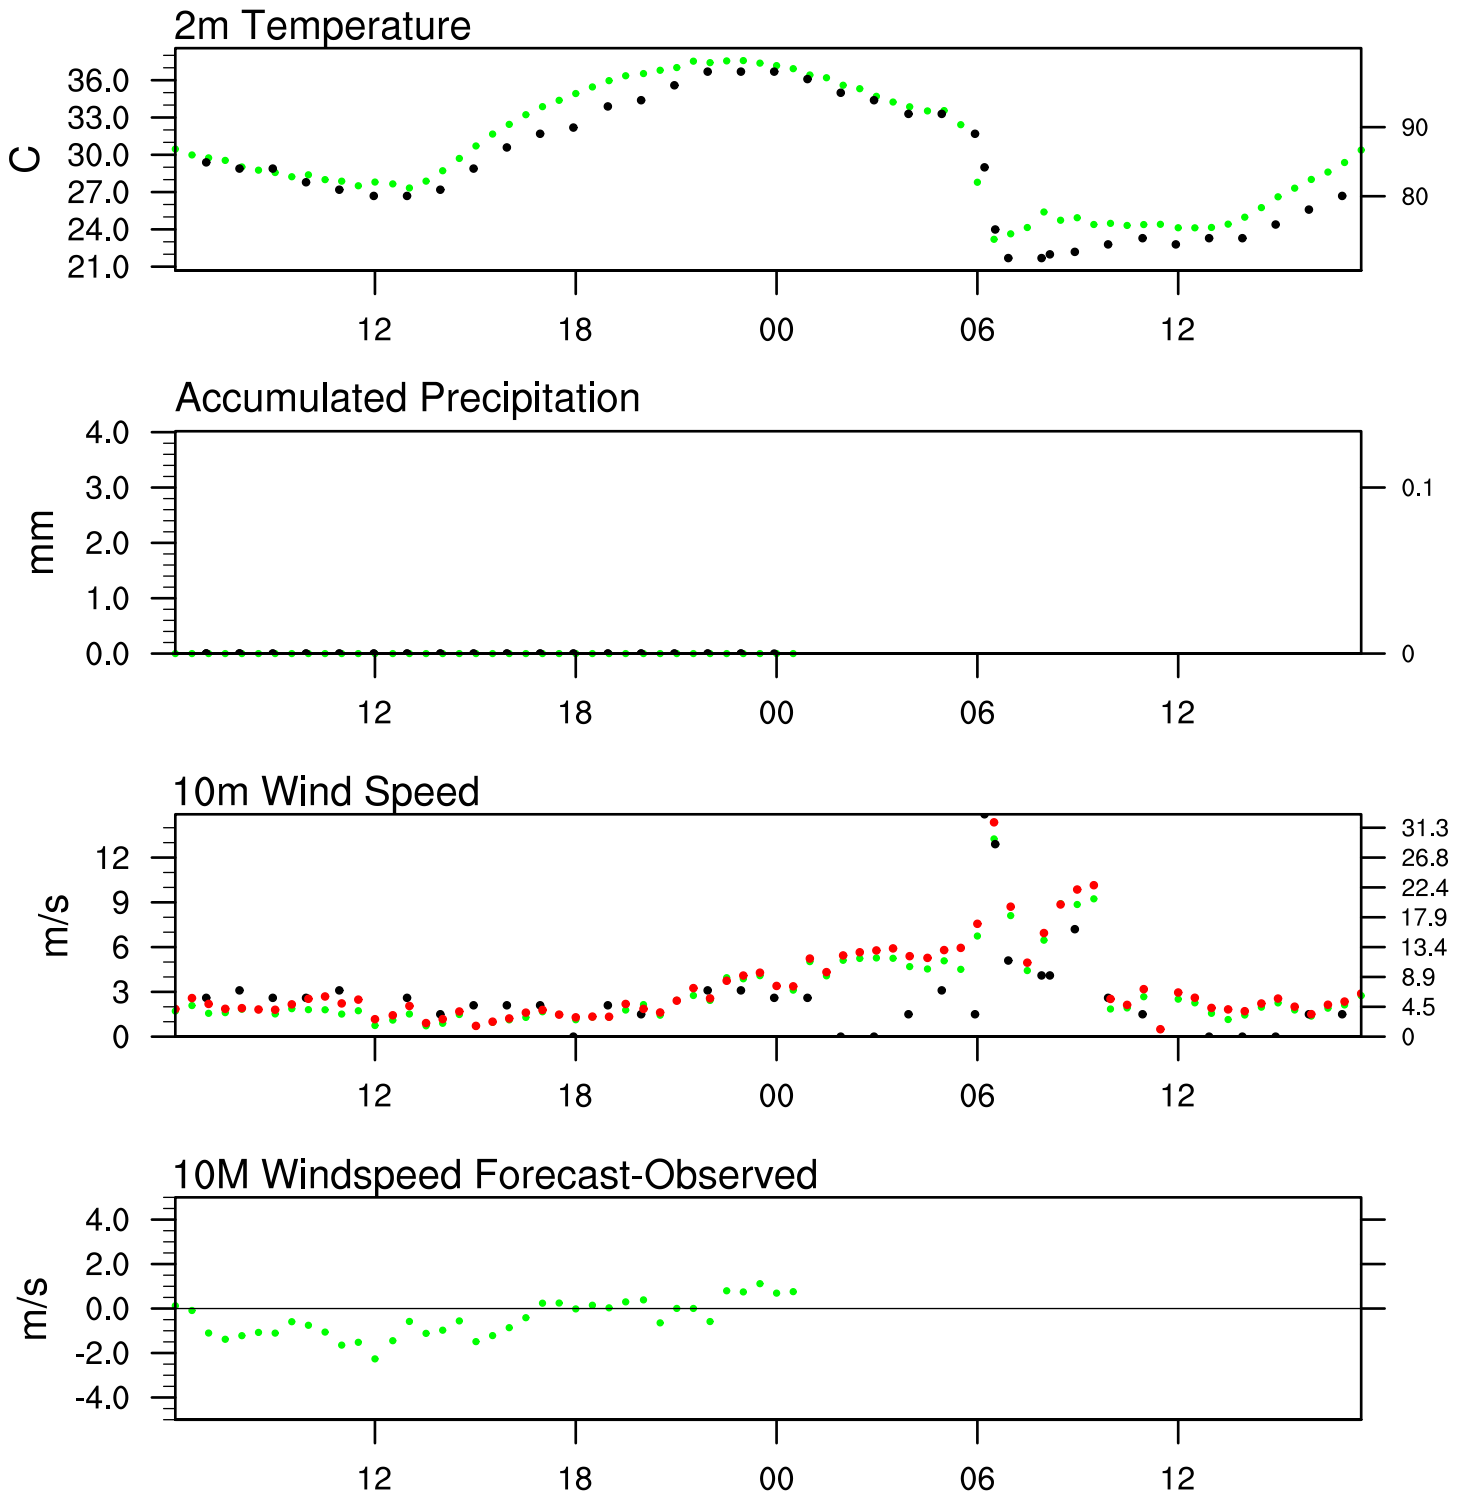 2m Temperature
36.0
33.0
30.0
27.0
24.0
21.0
C
90
80
12 18 00 06 12
Accumulated Precipitation
4.0
3.0
2.0
1.0
0.0
mm
0.1
0
12 18 00 06 12
10m Wind Speed
12
9
6
3
0
m/s
31.3
26.8
22.4
17.9
13.4
8.9
4.5
0
12 18 00 06 12
10M Windspeed Forecast-Observed
4.0
2.0
0.0
-2.0
-4.0
m/s
12 18 00 06 12